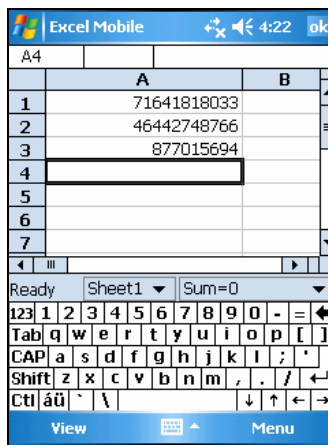 Excel Mobile 4:22 ok
A4
A B
1 71641818033
2 46442748766
3 877015694
4
5
6
7
Ready Sheet1 Sum=0
123 1 2 3 4 5 6 7 8 9 0 - =
Tab q w e r t y u i o p [ ]
CAP a s d f g h j k l ; '
Shift z x c v b n m , . /
Ctl áü ` \
View Menu